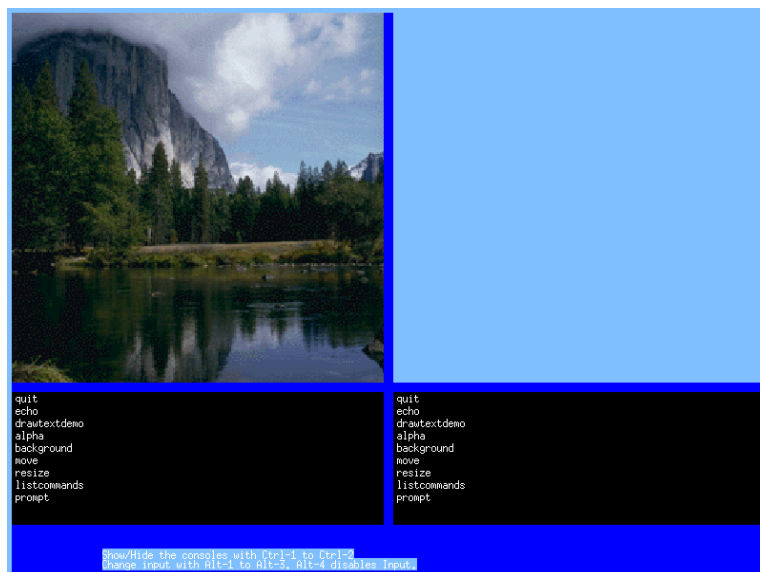 quit
echo
drawtextdemo
alpha
background
move
resize
listcommands
prompt
quit
echo
drawtextdemo
alpha
background
move
resize
listcommands
prompt
Show/Hide the consoles with Ctrl-1 to Ctrl-2
Change input with Alt-1 to Alt-3. Alt-4 disables Input.